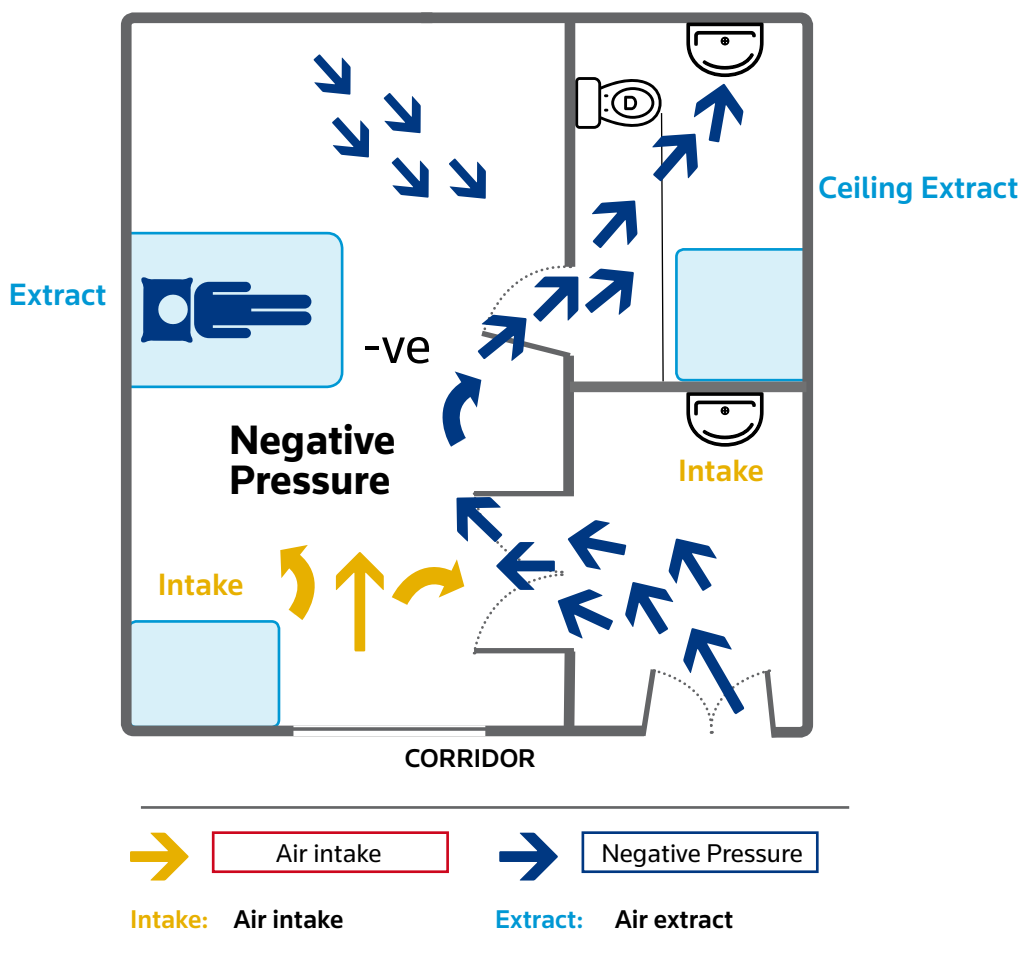 Ceiling Extract
Extract
-ve
Negative
Pressure
Intake
Intake
CORRIDOR
Air intake
Negative Pressure
Intake: Air intake
Extract: Air extract